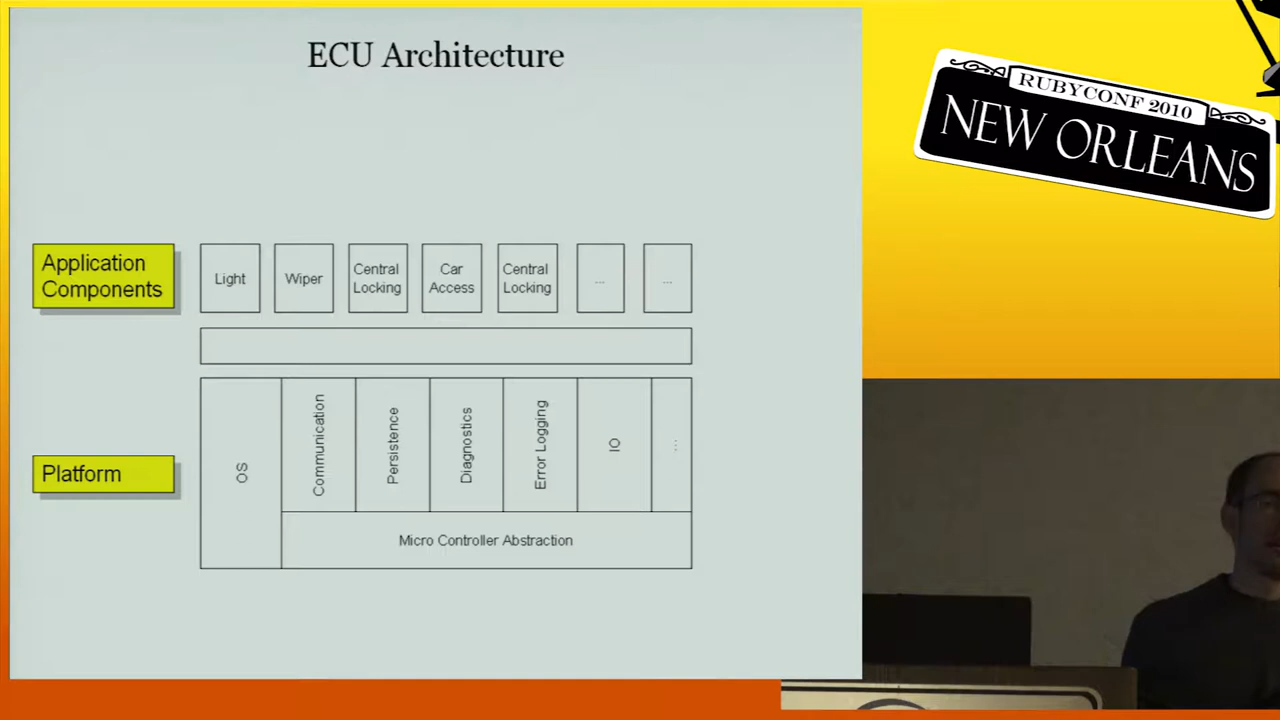 ECU Architecture
RUBYCONF 2010
NEW ORLEANS
Application
Components
Light
Wiper
Central
Locking
Car
Access
Central
Locking
...
...
Platform
OS
Communication
Persistence
Diagnostics
Error Logging
IO
...
Micro Controller Abstraction